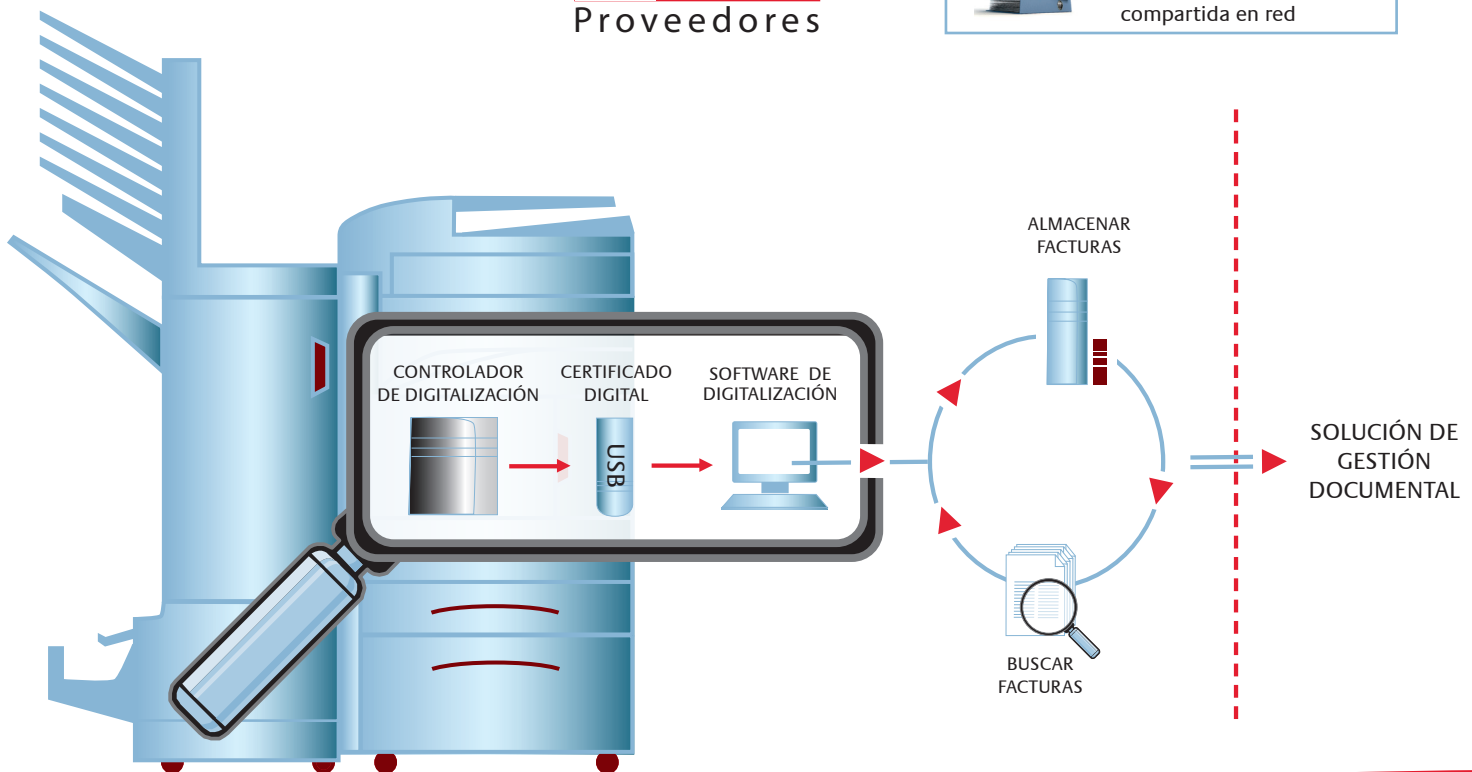 Proveedores
compartida en red
ALMACENAR
FACTURAS
CONTROLADOR
DE DIGITALIZACIÓN
CERTIFICADO
DIGITAL
SOFTWARE DE
DIGITALIZACIÓN
USB
SOLUCIÓN DE
GESTIÓN
DOCUMENTAL
BUSCAR
FACTURAS